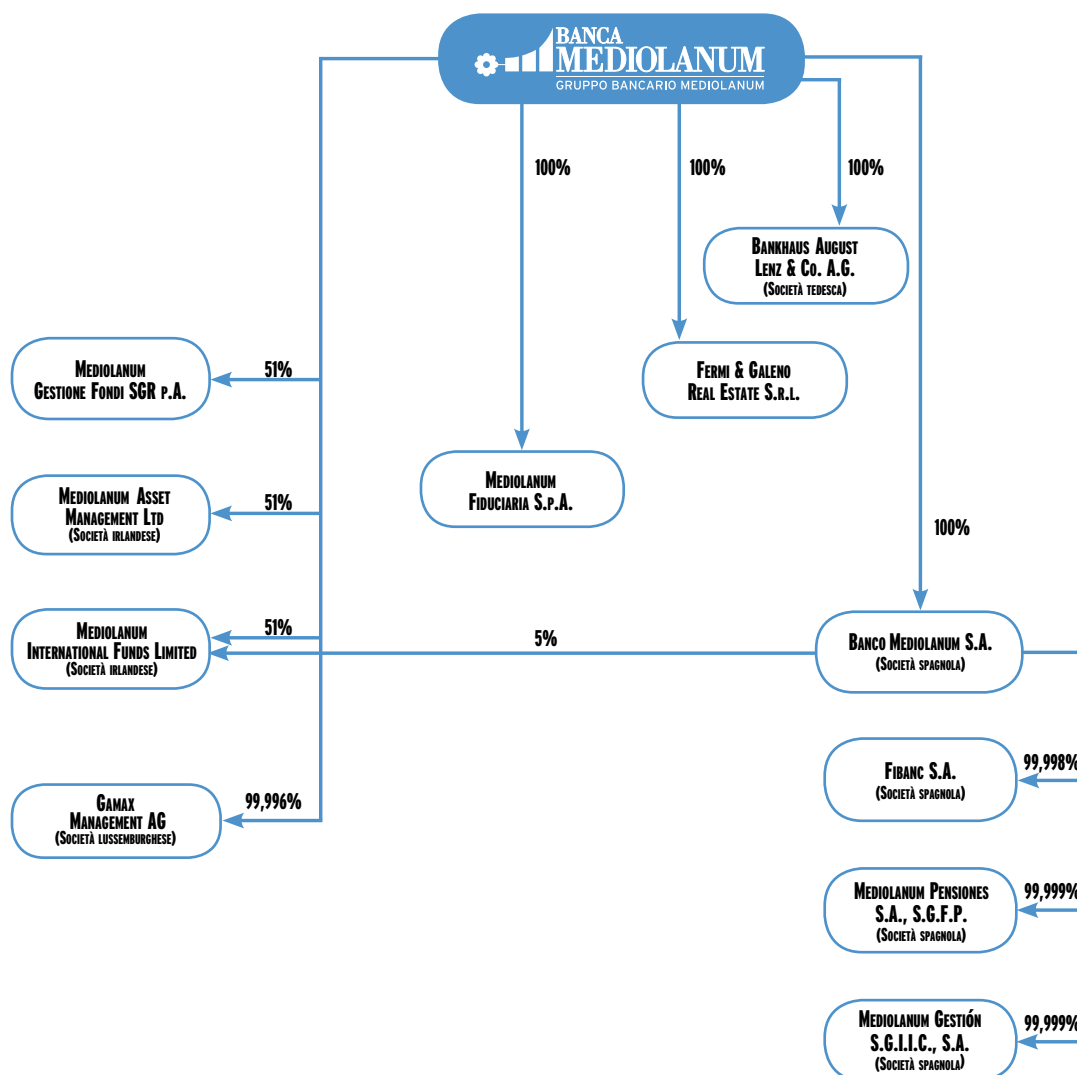 BANCA
MEDIOLANUM
GRUPPO BANCARIO MEDIOLANUM
100%
100%
100%
Bankhaus August
Lenz & Co. A.G.
(Società tedesca)
Mediolanum
Gestione Fondi SGR p.A.
51%
Fermi & Galeno
Real Estate S.r.l.
Mediolanum
Fiduciaria S.p.A.
Mediolanum Asset
Management Ltd
(Società irlandese)
51%
100%
Mediolanum
International Funds Limited
(Società irlandese)
51%
5%
Banco Mediolanum S.A.
(Società spagnola)
Fibanc S.A.
(Società spagnola)
99,998%
Gamax
Management AG
(Società lussemburghese)
99,996%
Mediolanum Pensiones
S.A., S.G.F.P.
(Società spagnola)
99,999%
Mediolanum Gestión
S.G.I.I.C., S.A.
(Società spagnola)
99,999%